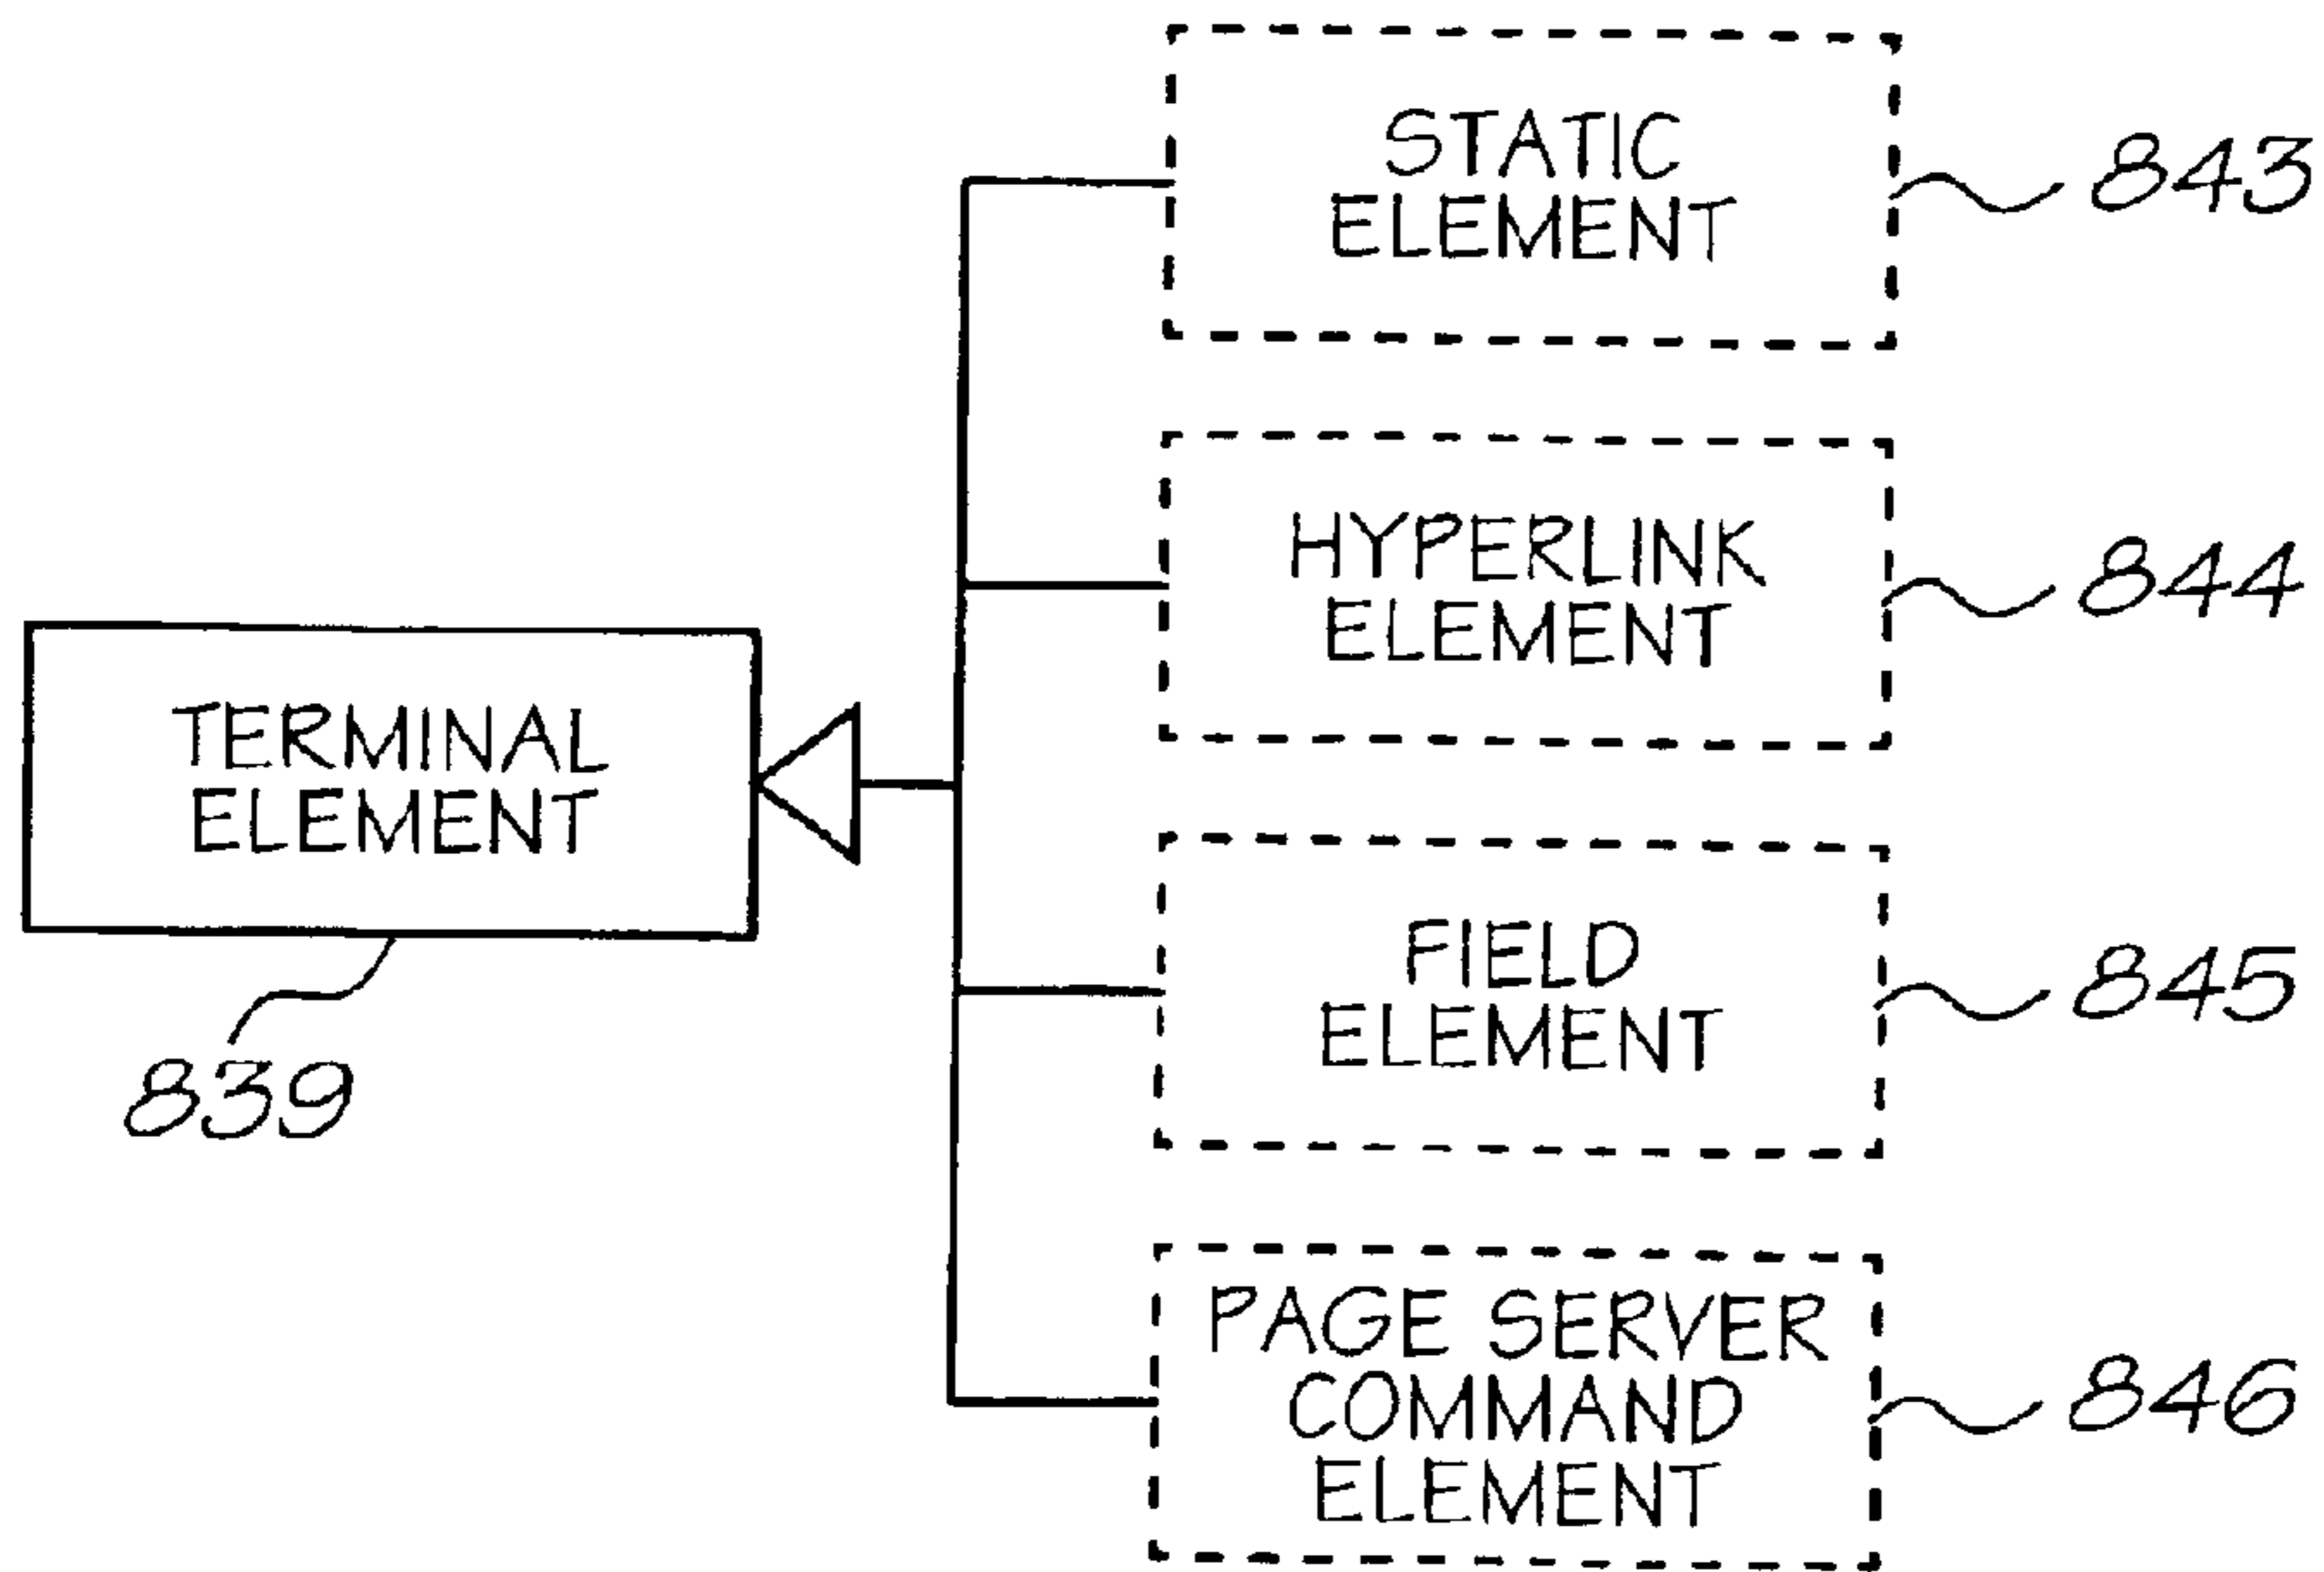 STATIC
ELEMENT
843
HYPERLINK
ELEMENT
844
TERMINAL
ELEMENT
839
FIELD
ELEMENT
845
PAGE SERVER
COMMAND
ELEMENT
846